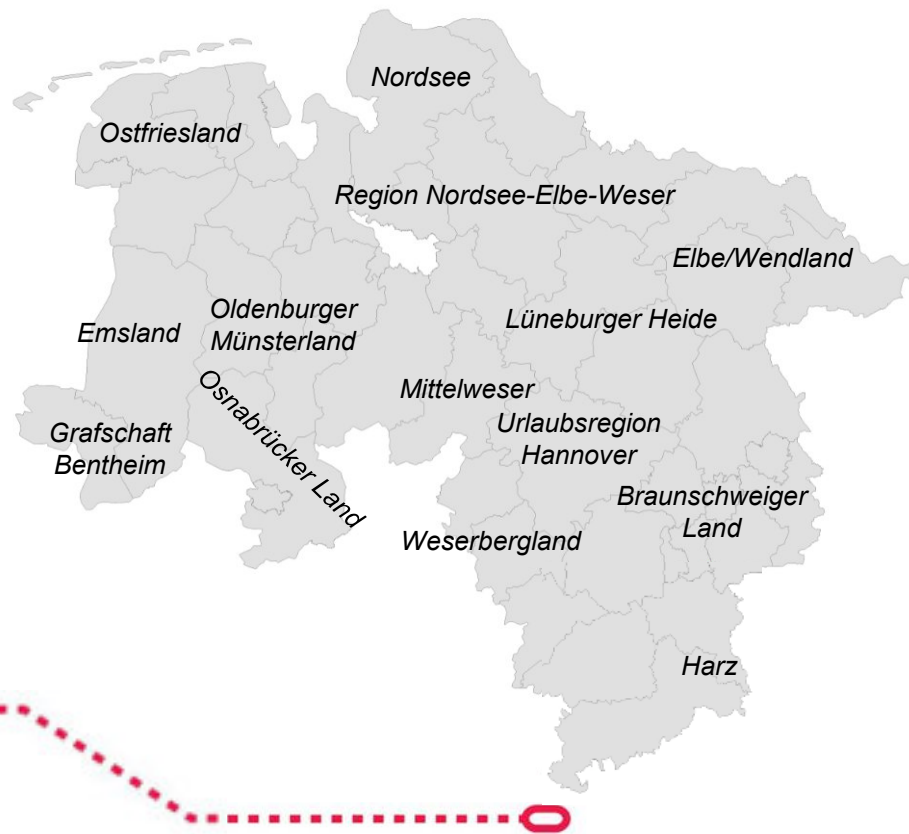 Nordsee
Ostfriesland
Region Nordsee-Elbe-Weser
Elbe/Wendland
Oldenburger
Münsterland
Emsland
Lüneburger Heide
Mittelweser
Osnabrücker Land
Urlaubsregion
Hannover
Grafschaft
Bentheim
Braunschweiger
Land
Weserbergland
Harz